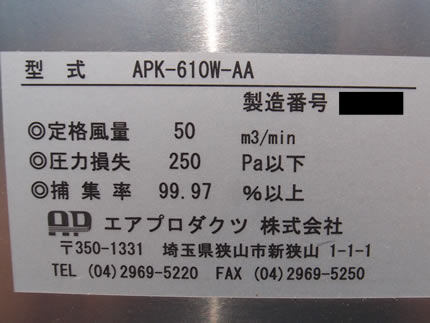 型 式 APK-610W-AA
製造番号
◎定格風量 50 m3/min
◎圧力損失 250 Pa以下
◎捕 集 率 99.97 %以上
AP エアプロダクツ 株式会社
〒350-1331 埼玉県狭山市新狭山 1-1-1
TEL (04)2969-5220 FAX (04)2969-5250